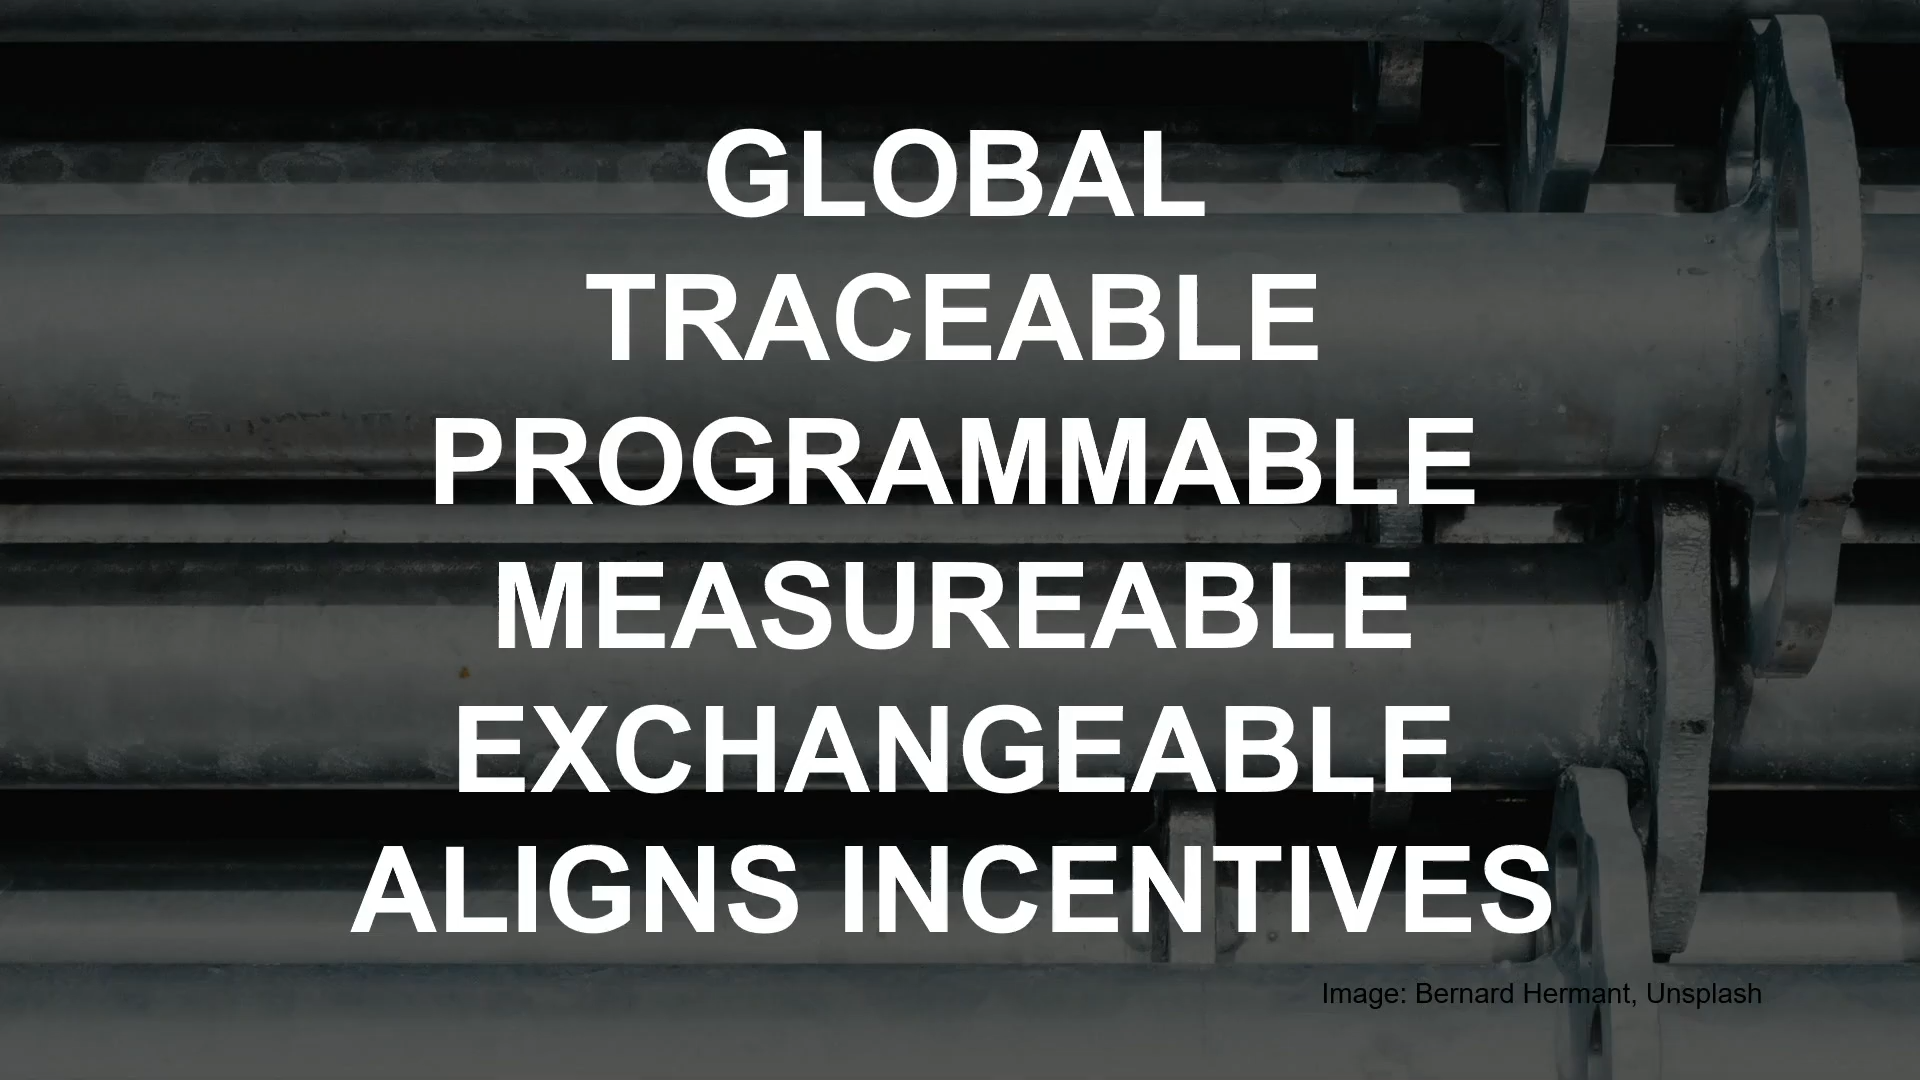 GLOBAL
TRACEABLE
PROGRAMMABLE
MEASUREABLE
EXCHANGEABLE
ALIGNS INCENTIVES
Image: Bernard Hermant, Unsplash